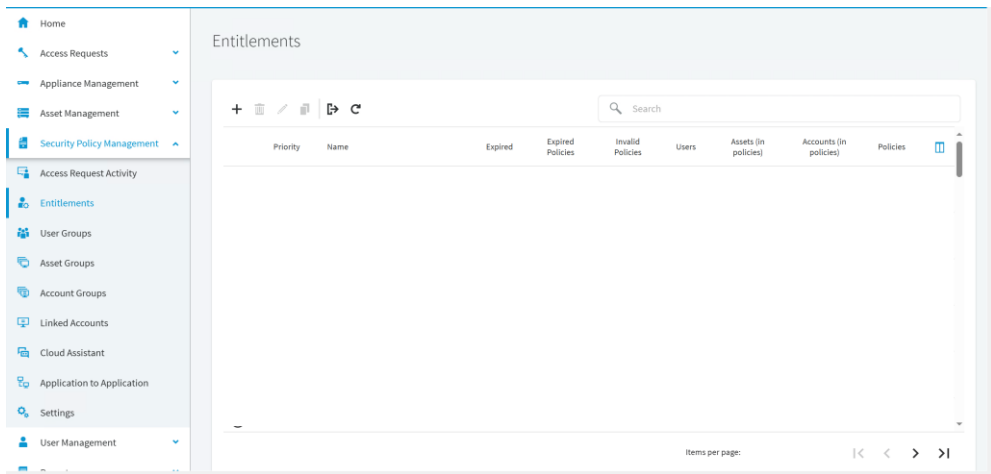 Home
Access Requests
Appliance Management
Asset Management
Security Policy Management
Access Request Activity
Entitlements
User Groups
Asset Groups
Account Groups
Linked Accounts
Cloud Assistant
Application to Application
Settings
User Management
Entitlements
Search
Priority
Name
Expired
Expired
Policies
Invalid
Policies
Users
Assets (in
policies)
Accounts (in
policies)
Policies
Items per page: